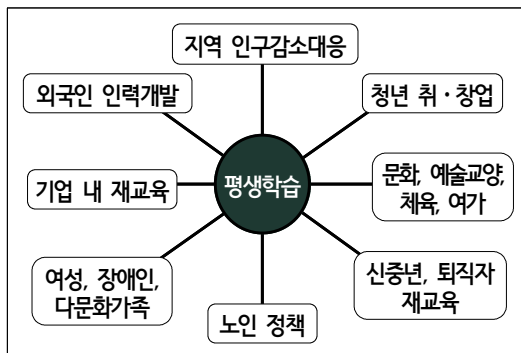 지역 인구감소대응
외국인 인력개발
청년 취·창업
기업 내 재교육
평생학습
문화, 예술교양,
체육, 여가
여성, 장애인,
다문화가족
신중년, 퇴직자
재교육
노인 정책